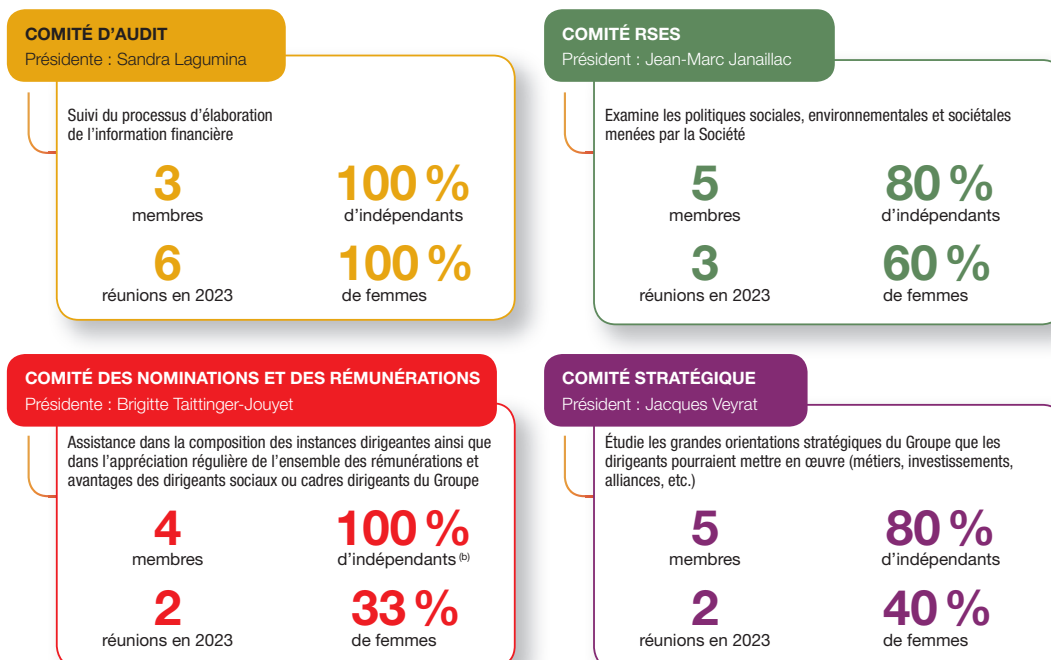 COMITÉ D'AUDIT
Présidente : Sandra Lagumina
Suivi du processus d'élaboration
de l'information financière
3
membres
100 %
d'indépendants
6
réunions en 2023
100 %
de femmes
COMITÉ RSES
Président : Jean-Marc Janaillac
Examine les politiques sociales, environnementales et sociétales
menées par la Société
5
membres
80 %
d'indépendants
3
réunions en 2023
60 %
de femmes
COMITÉ DES NOMINATIONS ET DES RÉMUNÉRATIONS
Présidente : Brigitte Taittinger-Jouyet
Assistance dans la composition des instances dirigeantes ainsi que
dans l'appréciation régulière de l'ensemble des rémunérations et
avantages des dirigeants sociaux ou cadres dirigeants du Groupe
4
membres
100 %
d'indépendants (b)
2
réunions en 2023
33 %
de femmes
COMITÉ STRATÉGIQUE
Président : Jacques Veyrat
Étudie les grandes orientations stratégiques du Groupe que les
dirigeants pourraient mettre en œuvre (métiers, investissements,
alliances, etc.)
5
membres
80 %
d'indépendants
2
réunions en 2023
40 %
de femmes